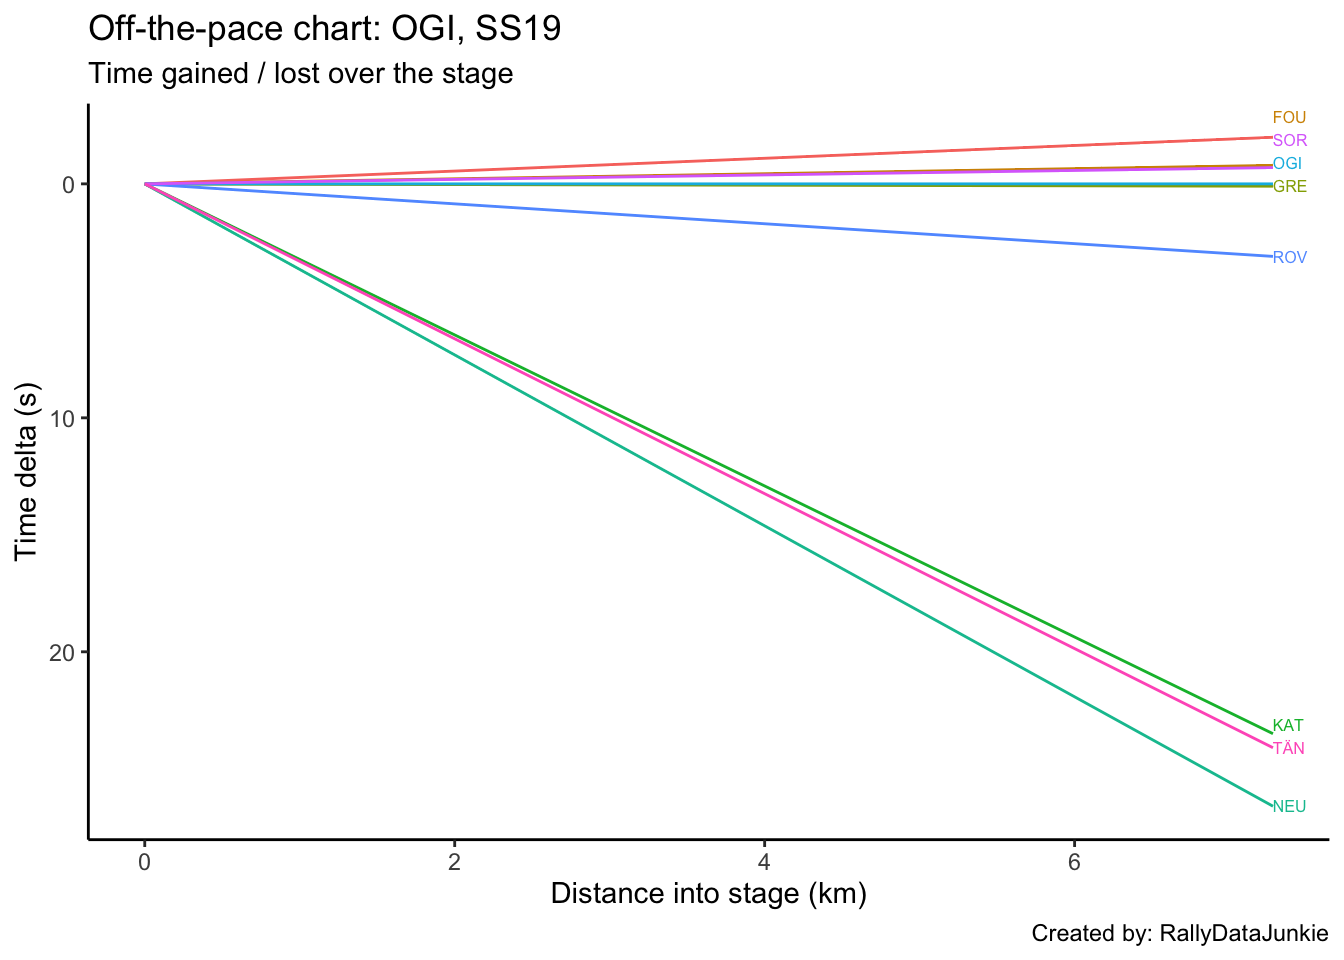 Off-the-pace chart: OGI, SS19
Time gained / lost over the stage
FOU
SOR
OGI
GRE
ROV
KAT
TÄN
NEU
0
10
20
Time delta (s)
0 2 4 6
Distance into stage (km)
Created by: RallyDataJunkie